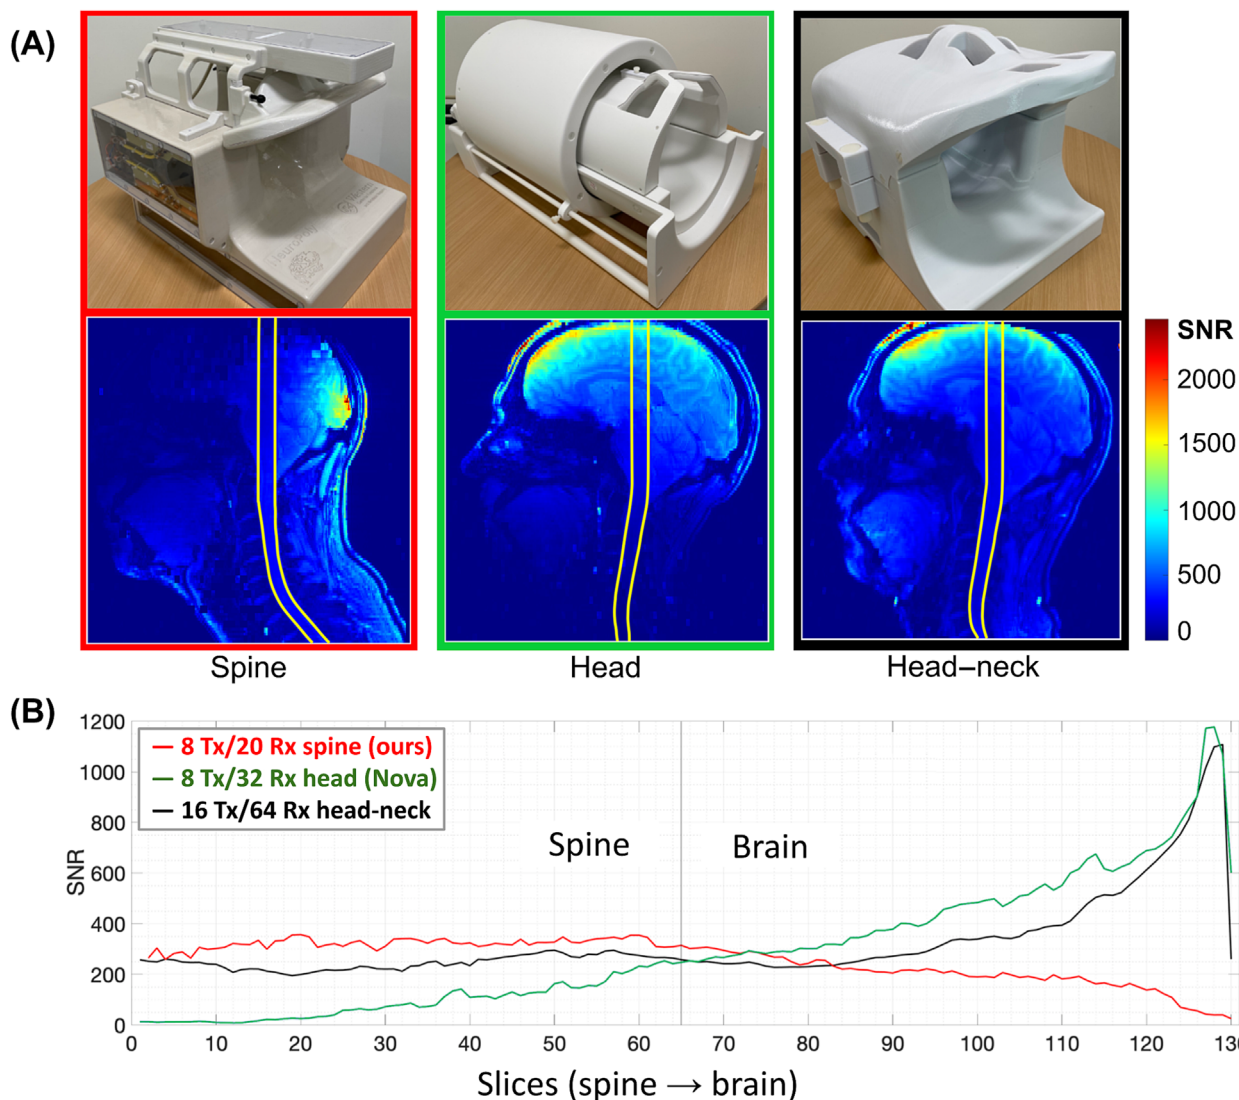 (A)
SNR
2000
1500
1000
500
0
Spine
Head
Head–neck
(B)
1200
1000
800
600
400
200
0
SNR
8 Tx/20 Rx spine (ours)
8 Tx/32 Rx head (Nova)
16 Tx/64 Rx head-neck
Spine
Brain
0 10 20 30 40 50 60 70 80 90 100 110 120 130
Slices (spine → brain)